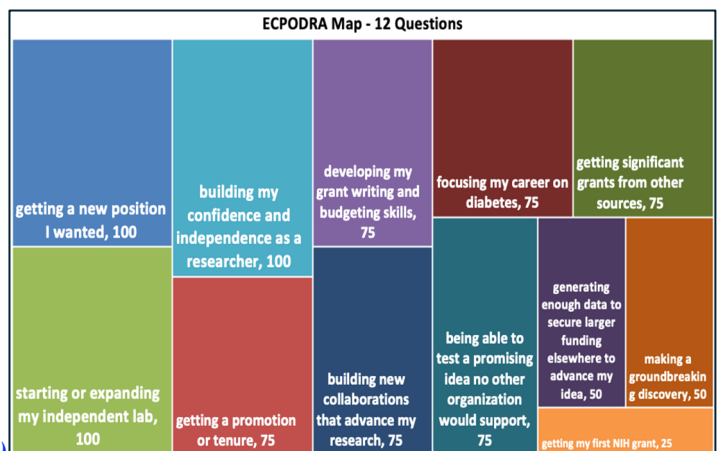 ECPODRA Map - 12 Questions
getting a new position
I wanted, 100
starting or expanding
my independent lab,
100
building my
confidence and
independence as a
researcher, 100
getting a promotion
or tenure, 75
developing my
grant writing and
budgeting skills,
75
building new
collaborations
that advance my
research, 75
focusing my career on
diabetes, 75
getting significant
grants from other
sources, 75
being able to
test a promising
idea no other
organization
would support,
75
generating
enough data to
secure larger
funding
elsewhere to
advance my
idea, 50
making a
groundbreakin
g discovery, 50
getting my first NIH grant, 25
)